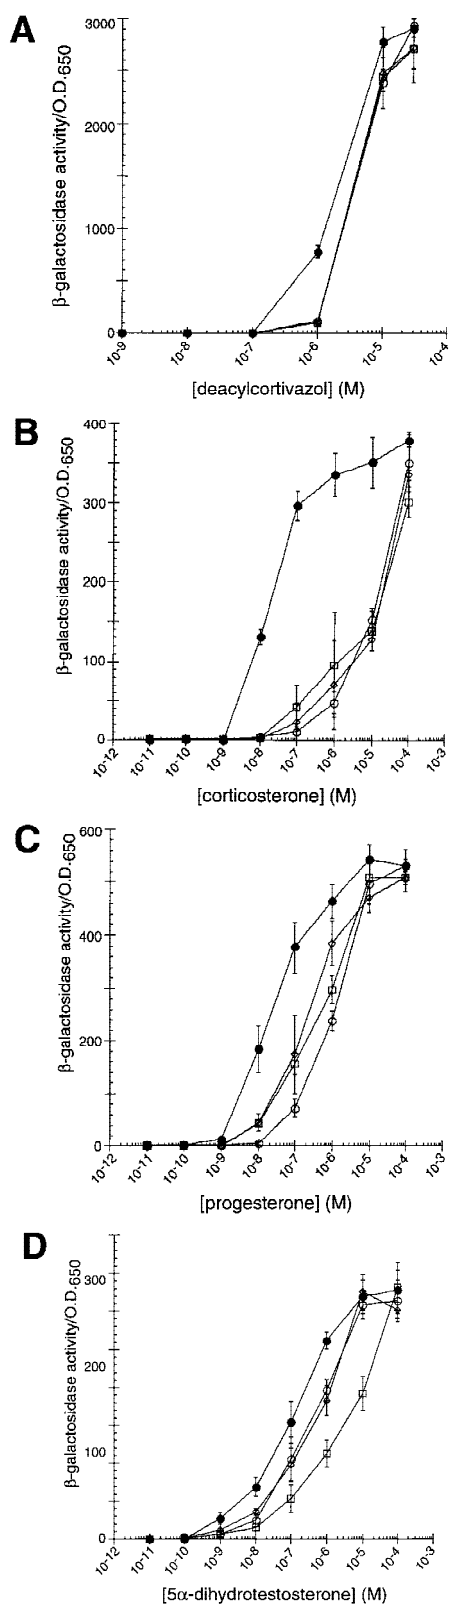 A
β-galactosidase activity/O.D.650
3000
2000
1000
0
10-9 10-8 10-7 10-6 10-5 10-4
[deacylcortivazol] (M)
B
β-galactosidase activity/O.D.650
400
300
200
100
0
10-12 10-11 10-10 10-9 10-8 10-7 10-6 10-5 10-4 10-3
[corticosterone] (M)
C
β-galactosidase activity/O.D.650
600
400
200
0
10-12 10-11 10-10 10-9 10-8 10-7 10-6 10-5 10-4 10-3
[progesterone] (M)
D
β-galactosidase activity/O.D.650
300
200
100
0
10-12 10-11 10-10 10-9 10-8 10-7 10-6 10-5 10-4 10-3
[5α-dihydrotestosterone] (M)